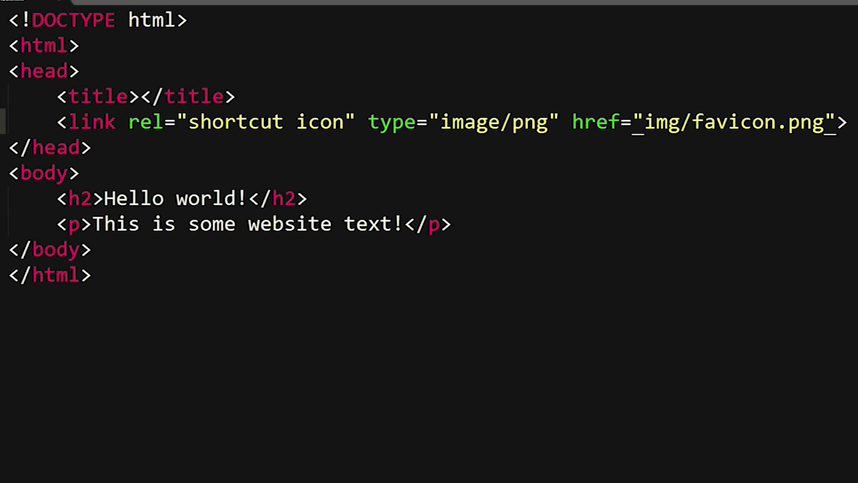 <!DOCTYPE html>
<html>
<head>
    <title></title>
    <link rel="shortcut icon" type="image/png" href="img/favicon.png">
</head>
<body>
    <h2>Hello world!</h2>
    <p>This is some website text!</p>
</body>
</html>